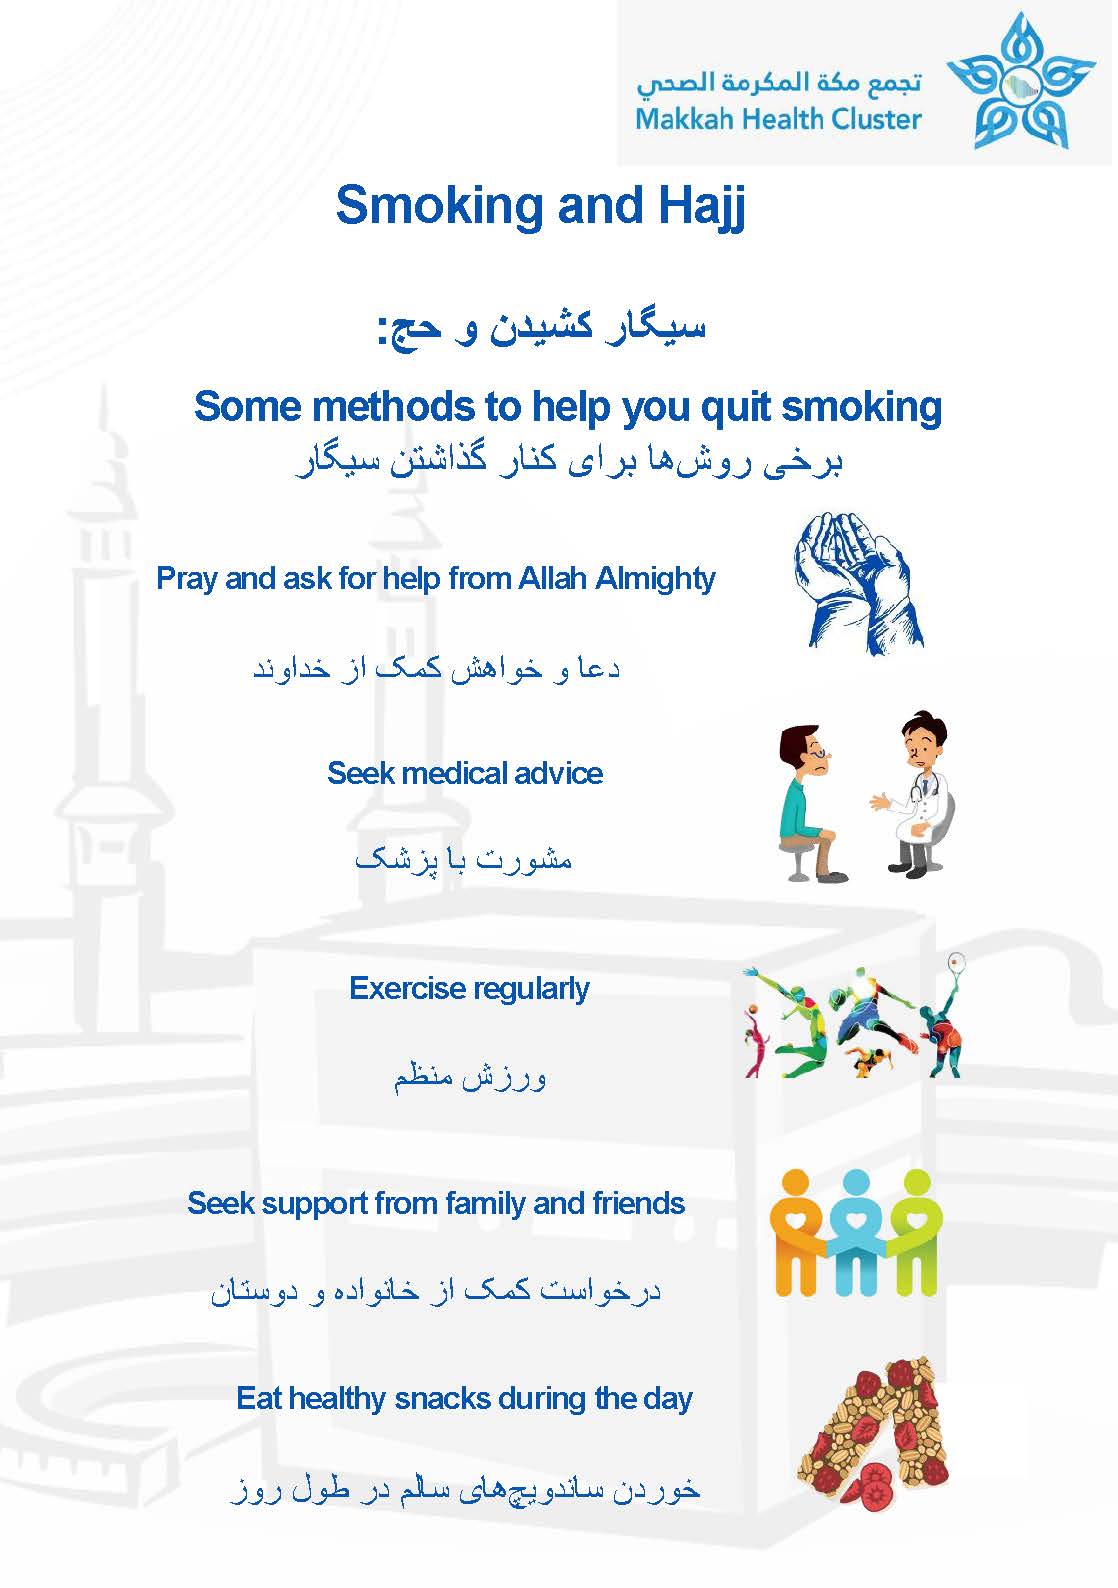 تجمع مكة المكرمة الصحي
Makkah Health Cluster
Smoking and Hajj
سیگار کشیدن و حج:
Some methods to help you quit smoking
برخی روش‌ها برای کنار گذاشتن سیگار
Pray and ask for help from Allah Almighty
دعا و خواهش کمک از خداوند
Seek medical advice
مشورت با پزشک
Exercise regularly
ورزش منظم
Seek support from family and friends
درخواست کمک از خانواده و دوستان
Eat healthy snacks during the day
خوردن ساندویچ‌های سالم در طول روز